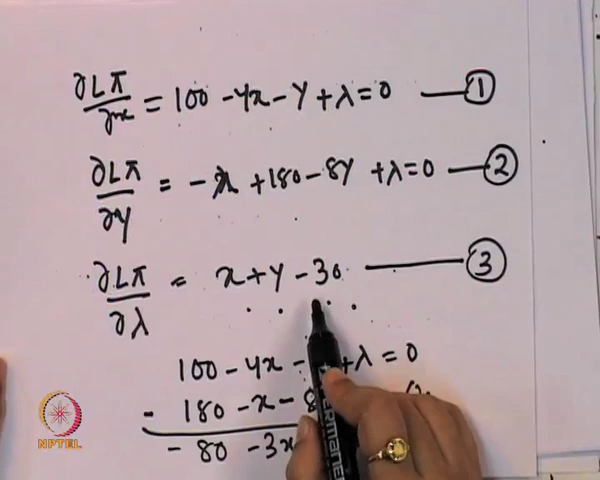 ∂Lπ/∂x = 100 - 4x - y + λ = 0 — ①
∂Lπ/∂y = - x + 180 - 8y + λ = 0 — ②
∂Lπ/∂λ = x + y - 30 — ③
100 - 4x - + λ = 0
- 180 - x - 8
- 80 - 3x
NPTEL